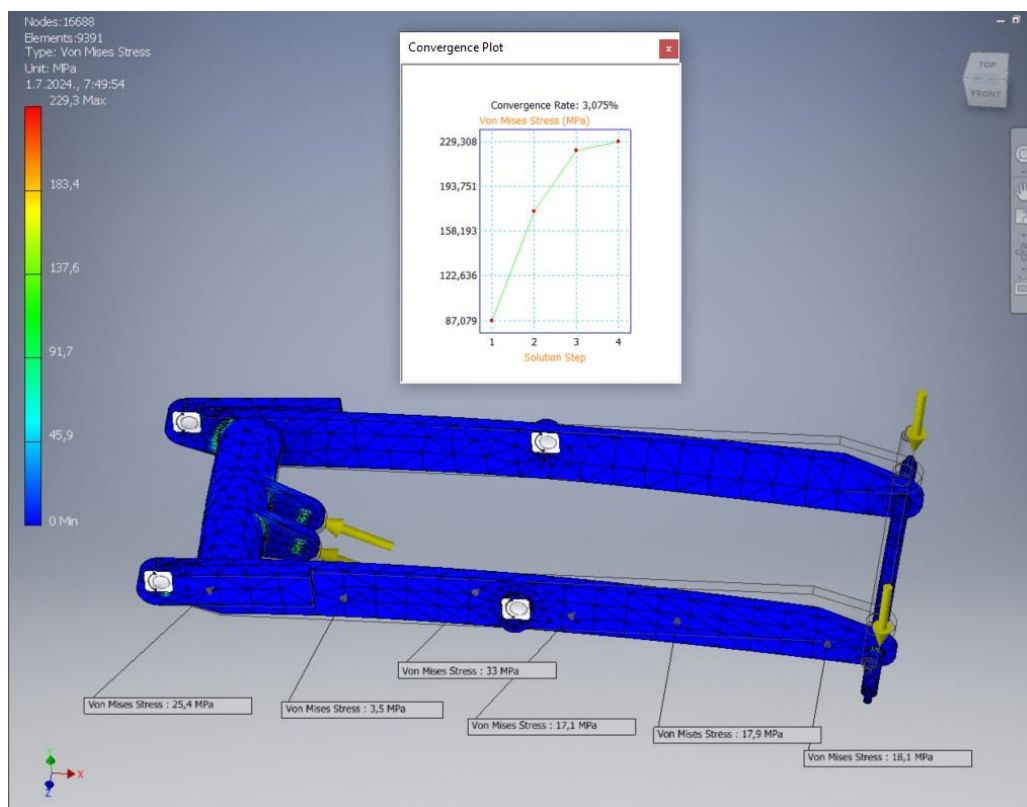 Nodes:16688
Elements:9391
Type: Von Mises Stress
Unit: MPa
1.7.2024., 7:49:54
229,3 Max
183,4
137,6
91,7
45,9
0 Min
Convergence Plot
x
Convergence Rate: 3,075%
Von Mises Stress (MPa)
229,308
193,751
158,193
122,636
87,079
1 2 3 4
Solution Step
TOP
FRONT
Von Mises Stress : 25,4 MPa
Von Mises Stress : 3,5 MPa
Von Mises Stress : 33 MPa
Von Mises Stress : 17,1 MPa
Von Mises Stress : 17,9 MPa
Von Mises Stress : 18,1 MPa
Y
X
Z